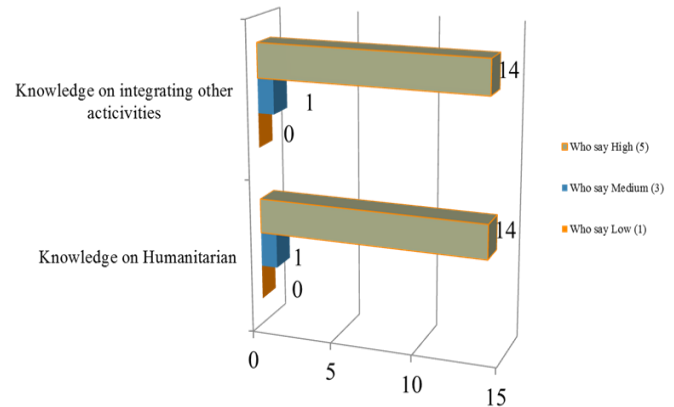 14
Knowledge on integrating other
acticivities
1
0
Who say High (5)
Who say Medium (3)
14
Who say Low (1)
Knowledge on Humanitarian
1
0
0
5
10
15